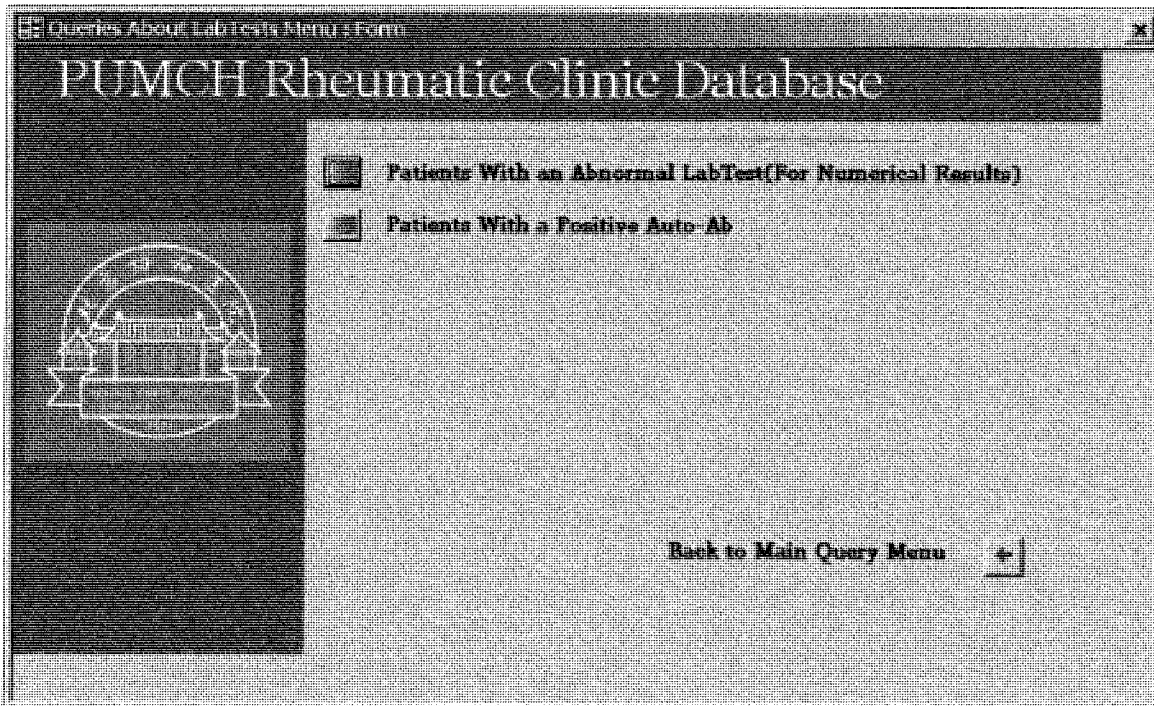 Queries About LabTests Menu : Form
PUMCH Rheumatic Clinic Database
Patients With an Abnormal LabTest(For Numerical Results)
Patients With a Positive Auto-Ab
Back to Main Query Menu